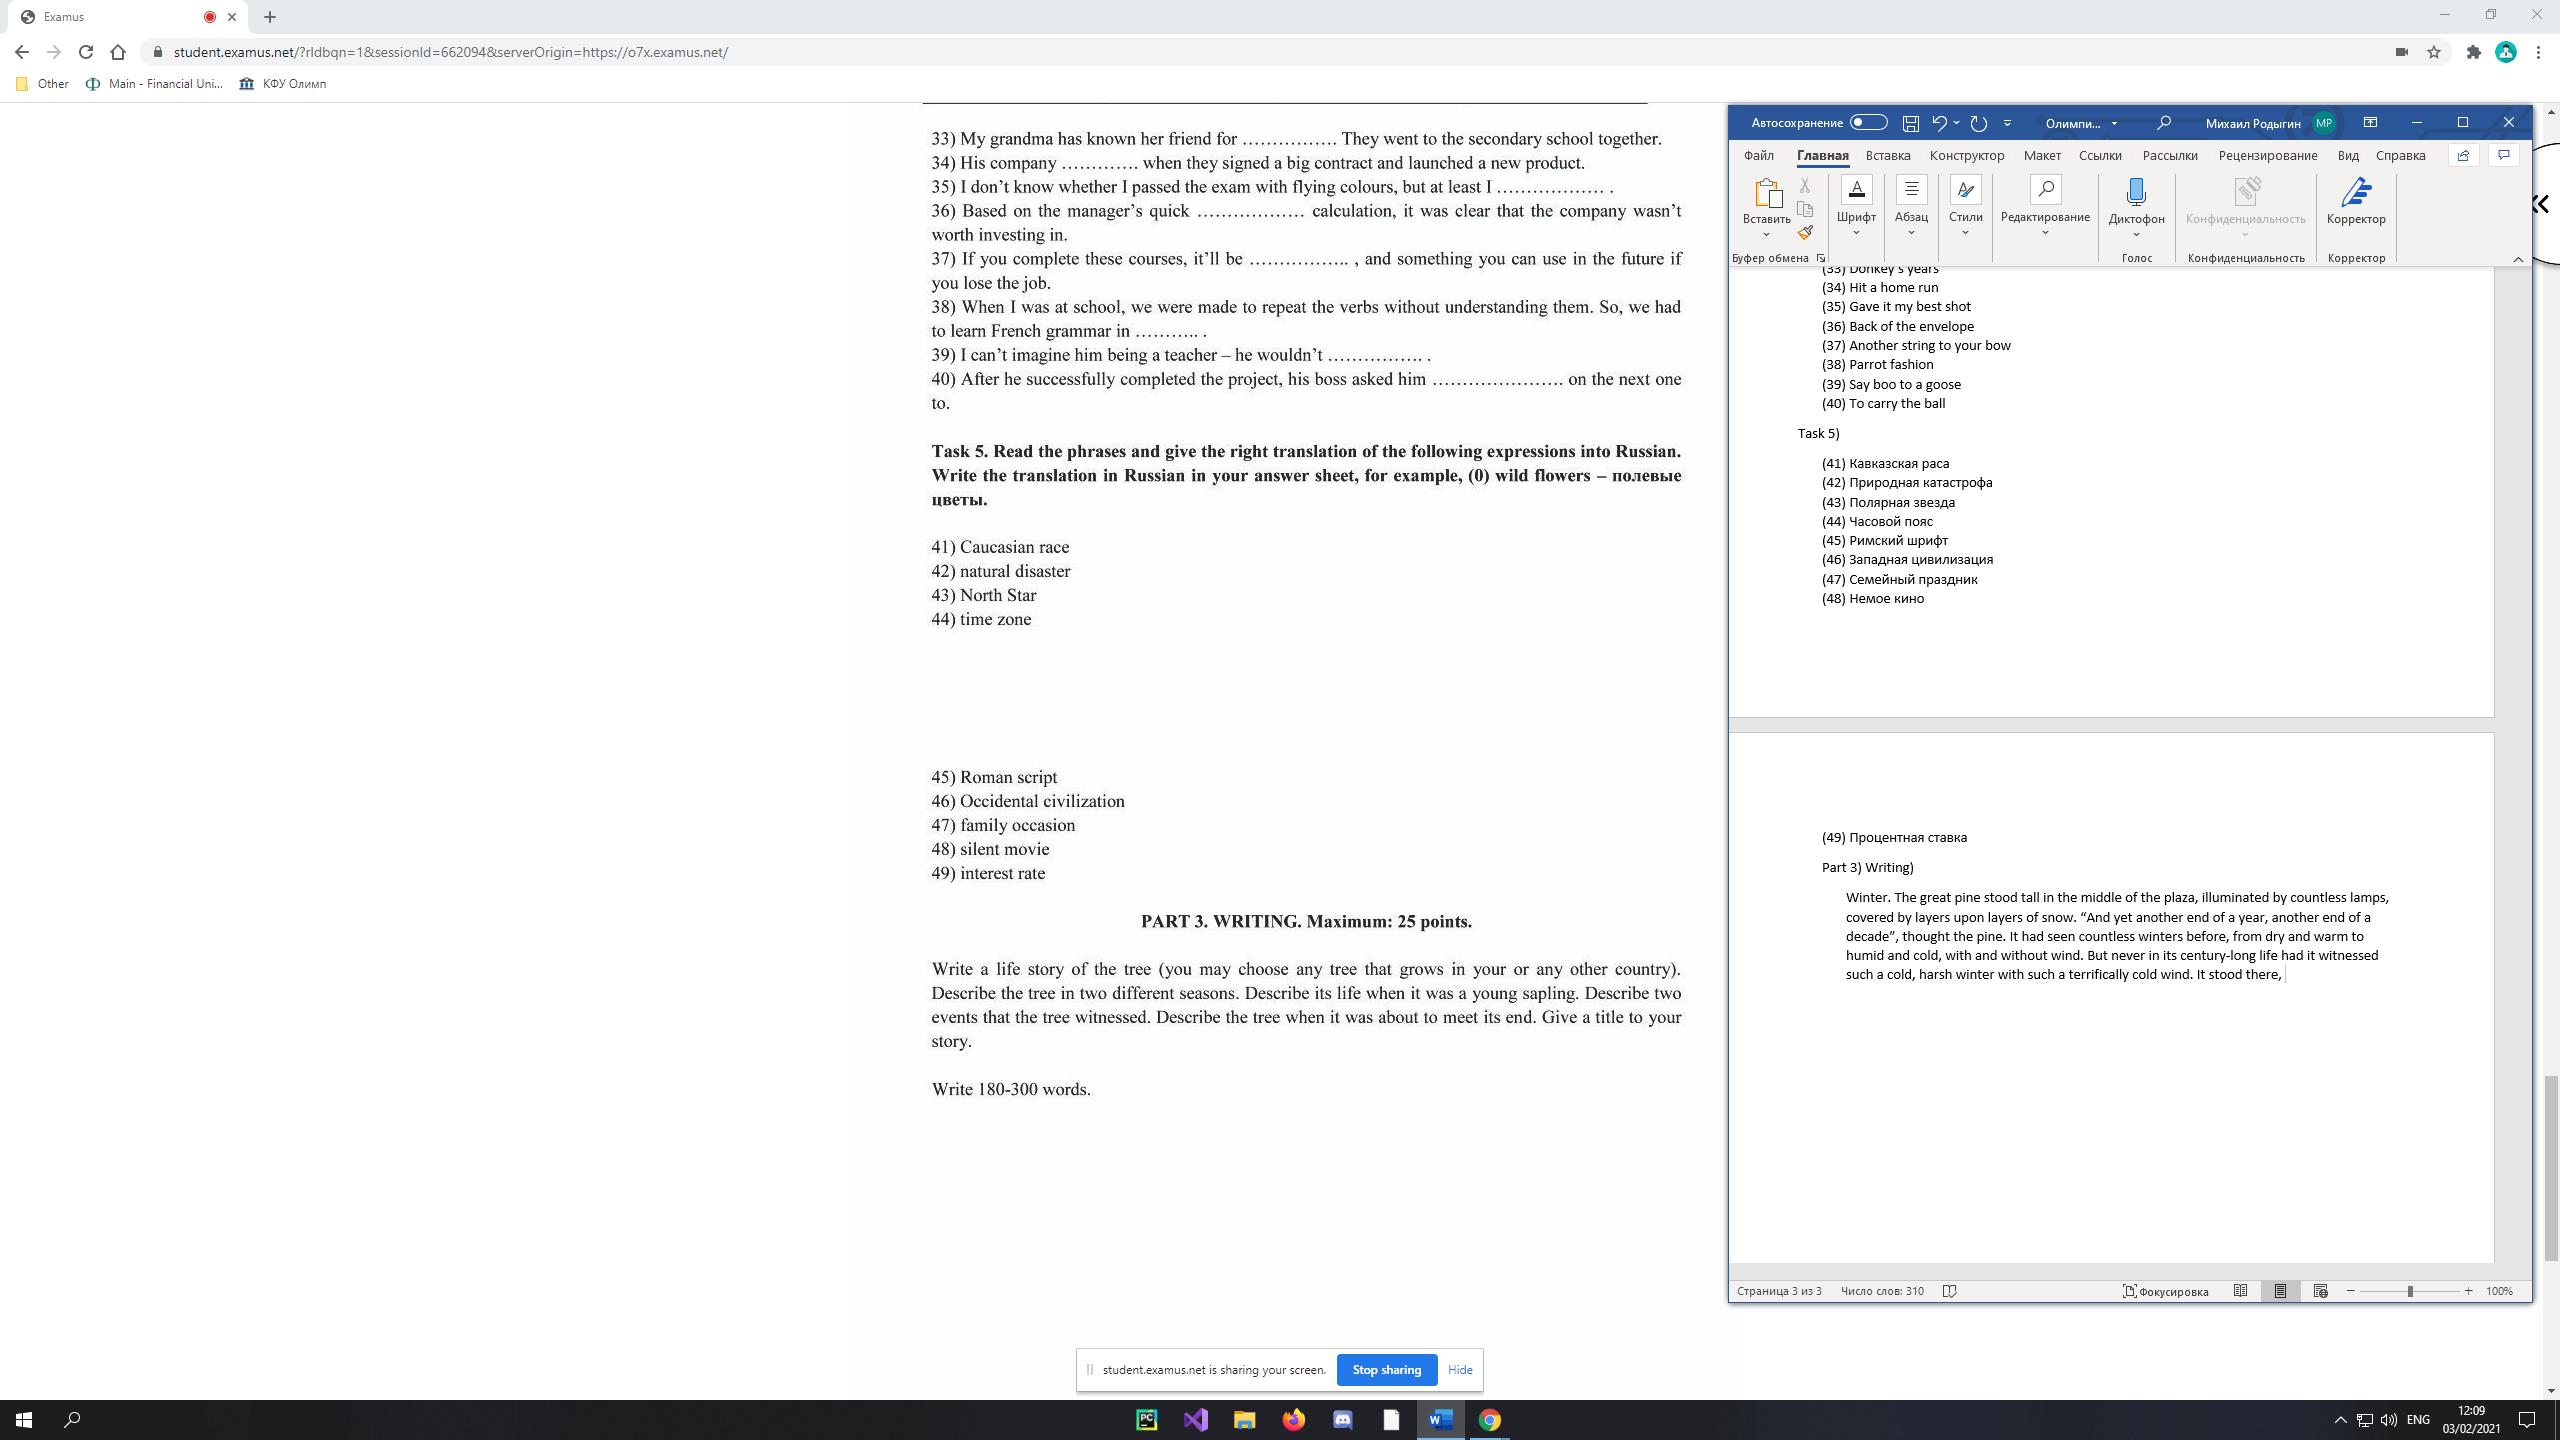 Examus
student.examus.net/?rldbqn=1&sessionId=662094&serverOrigin=https://o7x.examus.net/
Other
Main - Financial Uni...
КФУ Олимп
33) My grandma has known her friend for ……………. They went to the secondary school together.
34) His company …………. when they signed a big contract and launched a new product.
35) I don’t know whether I passed the exam with flying colours, but at least I ……………… .
36) Based on the manager’s quick ……………… calculation, it was clear that the company wasn’t
worth investing in.
37) If you complete these courses, it’ll be …………….. , and something you can use in the future if
you lose the job.
38) When I was at school, we were made to repeat the verbs without understanding them. So, we had
to learn French grammar in ……….. .
39) I can’t imagine him being a teacher – he wouldn’t ……………. .
40) After he successfully completed the project, his boss asked him …………………. on the next one
to.
Task 5. Read the phrases and give the right translation of the following expressions into Russian.
Write the translation in Russian in your answer sheet, for example, (0) wild flowers – полевые
цветы.
41) Caucasian race
42) natural disaster
43) North Star
44) time zone
45) Roman script
46) Occidental civilization
47) family occasion
48) silent movie
49) interest rate
PART 3. WRITING. Maximum: 25 points.
Write a life story of the tree (you may choose any tree that grows in your or any other country).
Describe the tree in two different seasons. Describe its life when it was a young sapling. Describe two
events that the tree witnessed. Describe the tree when it was about to meet its end. Give a title to your
story.
Write 180-300 words.
Автосохранение
Олимпи...
Михаил Родыгин
МР
Файл Главная Вставка Конструктор Макет Ссылки Рассылки Рецензирование Вид Справка
Вставить
Шрифт
Абзац
Стили
Редактирование
Диктофон
Конфиденциальность
Корректор
Буфер обмена
Голос
Конфиденциальность
Корректор
(33) Donkey's years
(34) Hit a home run
(35) Gave it my best shot
(36) Back of the envelope
(37) Another string to your bow
(38) Parrot fashion
(39) Say boo to a goose
(40) To carry the ball
Task 5)
(41) Кавказская раса
(42) Природная катастрофа
(43) Полярная звезда
(44) Часовой пояс
(45) Римский шрифт
(46) Западная цивилизация
(47) Семейный праздник
(48) Немое кино
(49) Процентная ставка
Part 3) Writing)
Winter. The great pine stood tall in the middle of the plaza, illuminated by countless lamps,
covered by layers upon layers of snow. “And yet another end of a year, another end of a
decade”, thought the pine. It had seen countless winters before, from dry and warm to
humid and cold, with and without wind. But never in its century-long life had it witnessed
such a cold, harsh winter with such a terrifically cold wind. It stood there,
Страница 3 из 3
Число слов: 310
Фокусировка
100%
student.examus.net is sharing your screen.
Stop sharing
Hide
PC
W
ENG
12:09
03/02/2021